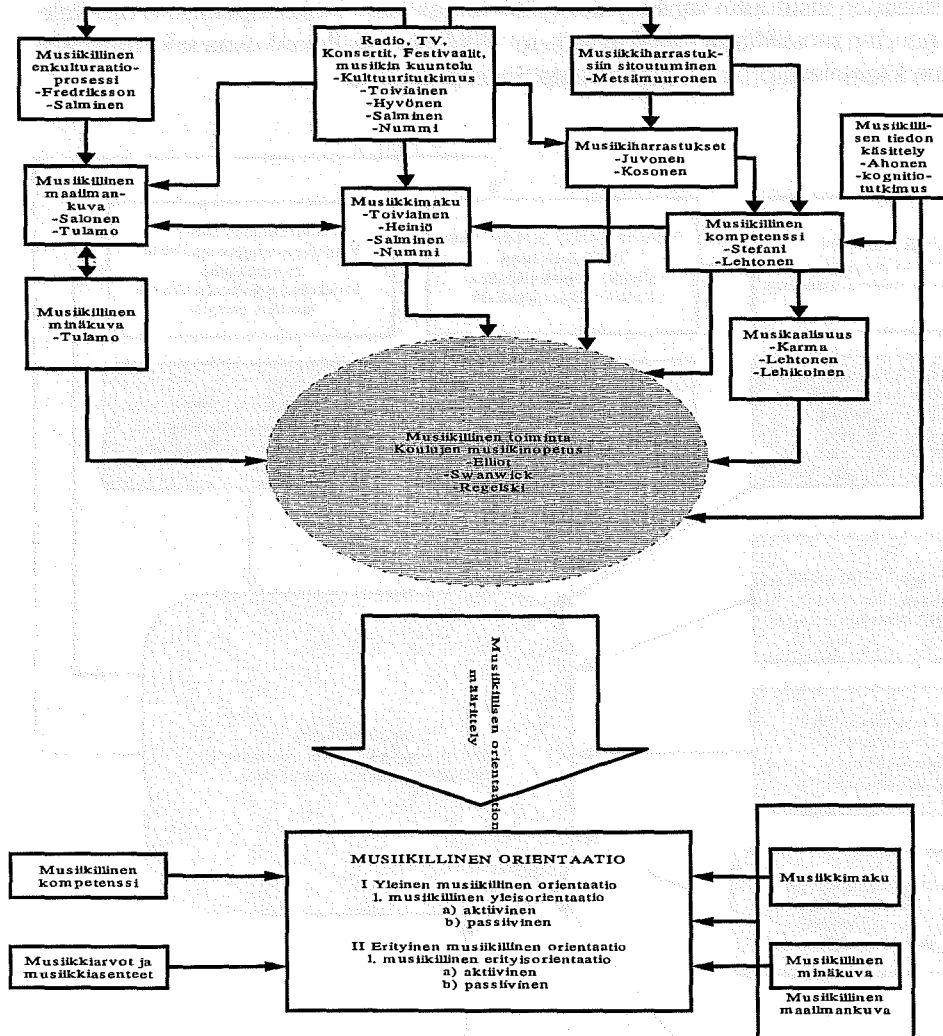 Musiikillinen
enkulturaatio-
prosessi
-Fredriksson
-Salminen
Radio, TV,
Konsertit, Festivaalit,
musiikin kuuntelu
-Kulttuuritutkimus
-Toiviainen
-Hyvönen
-Salminen
-Nummi
Musiikkiharrastuk-
siin sitoutuminen
-Metsämuuronen
Musiikiharrastukset
-Juvonen
-Kosonen
Musiikilli-
sen tiedon
käsittely
-Ahonen
-kognitio-
tutkimus
Musiikillinen
maailman-
kuva
-Salonen
-Tulamo
Musiikkimaku
-Toiviainen
-Heiniö
-Salminen
-Nummi
Musiikillinen
kompetenssi
-Stefani
-Lehtonen
Musiikillinen
minäkuva
-Tulamo
Musikaalisuus
-Karma
-Lehtonen
-Lehikoinen
Musiikillinen toiminta
Koulujen musiikinopetus
-Elliot
-Swanwick
-Regelski
Musiikillisen orientaation
määrittely
MUSIIKILLINEN ORIENTAATIO
I Yleinen musiikillinen orientaatio
1. musiikillinen yleisorientaatio
a) aktiivinen
b) passiivinen
II Erityinen musiikillinen orientaatio
1. musiikillinen erityisorientaatio
a) aktiivinen
b) passiivinen
Musiikillinen
kompetenssi
Musiikkiarvot ja
musiikkiasenteet
Musiikkimaku
Musiikillinen
minäkuva
Musiikillinen
maailmankuva